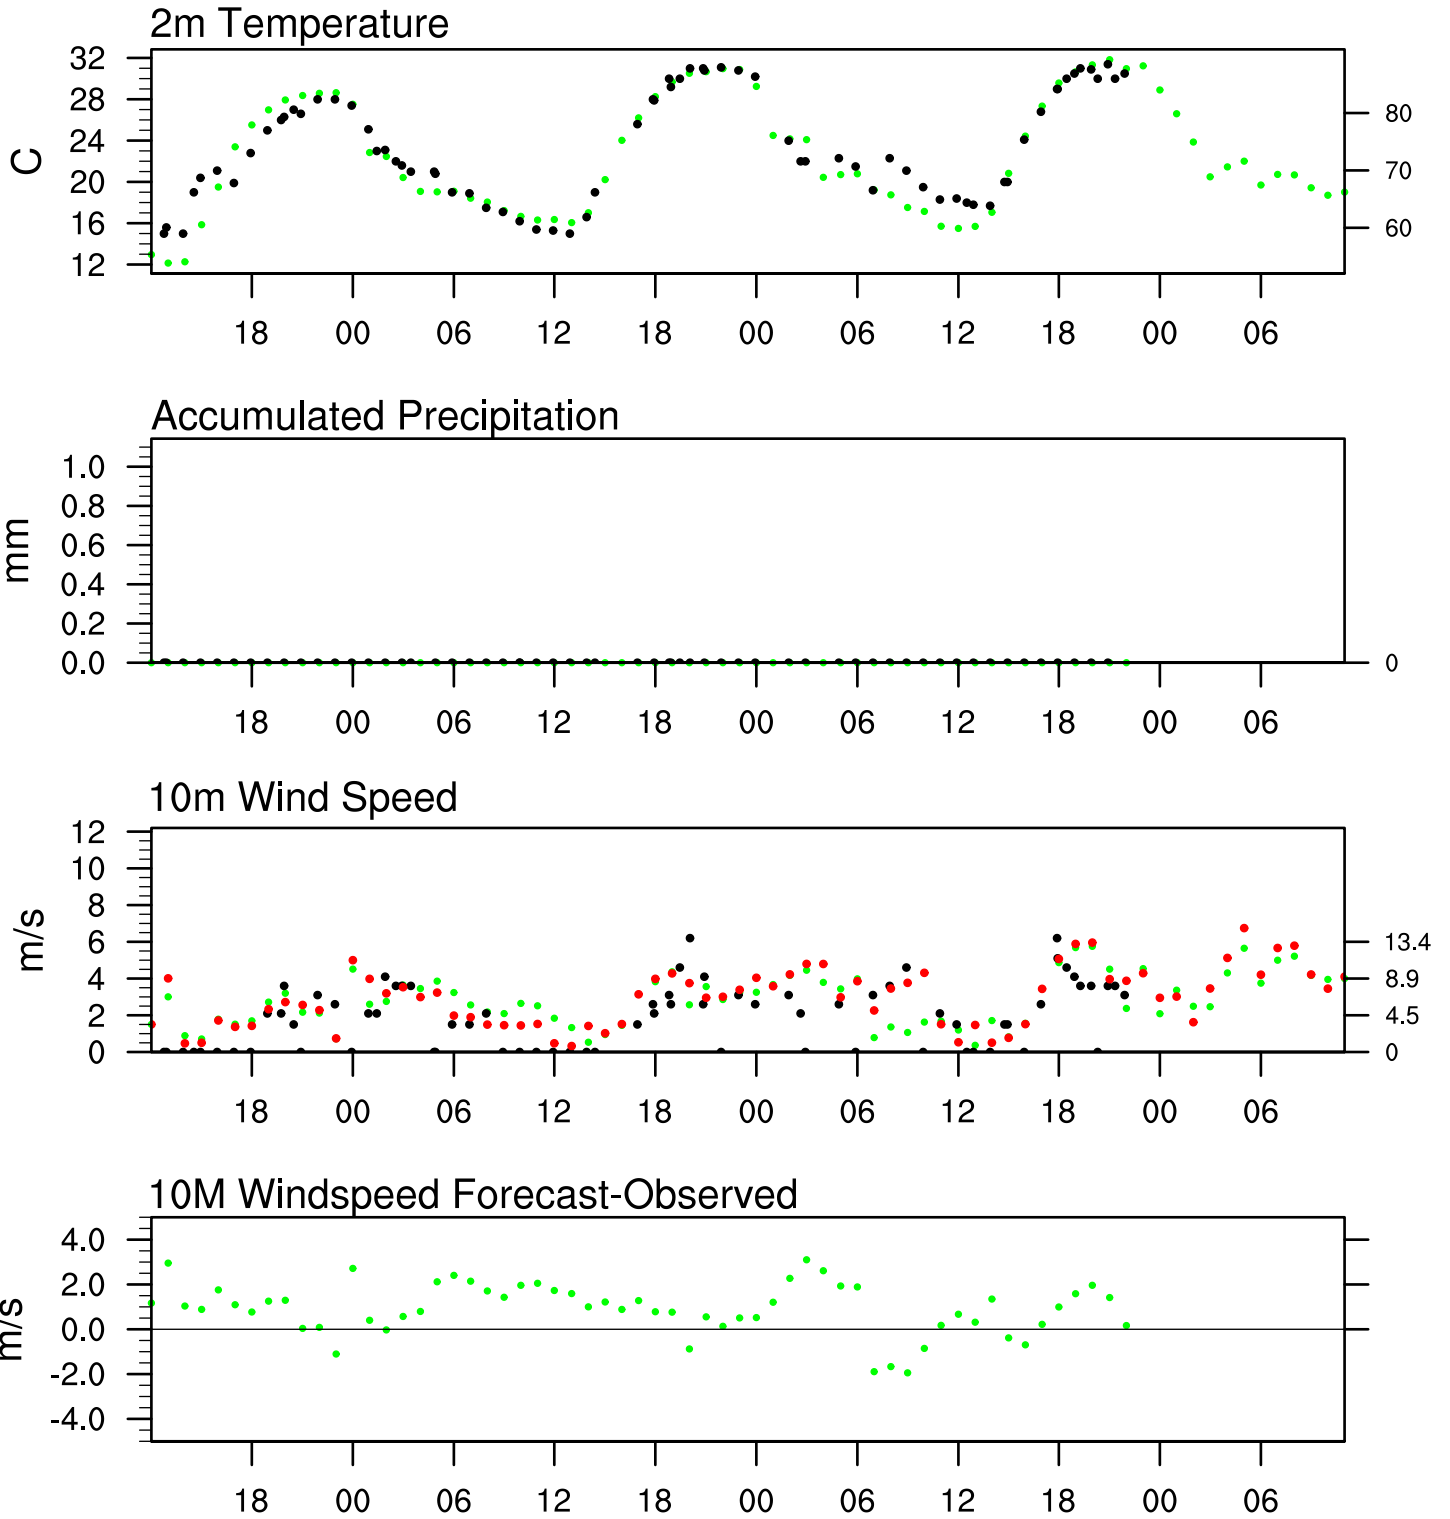 2m Temperature
32
28
24
20
16
12
C
80
70
60
18 00 06 12 18 00 06 12 18 00 06
Accumulated Precipitation
1.0
0.8
0.6
0.4
0.2
0.0
mm
0
18 00 06 12 18 00 06 12 18 00 06
10m Wind Speed
12
10
8
6
4
2
0
m/s
13.4
8.9
4.5
0
18 00 06 12 18 00 06 12 18 00 06
10M Windspeed Forecast-Observed
4.0
2.0
0.0
-2.0
-4.0
m/s
18 00 06 12 18 00 06 12 18 00 06